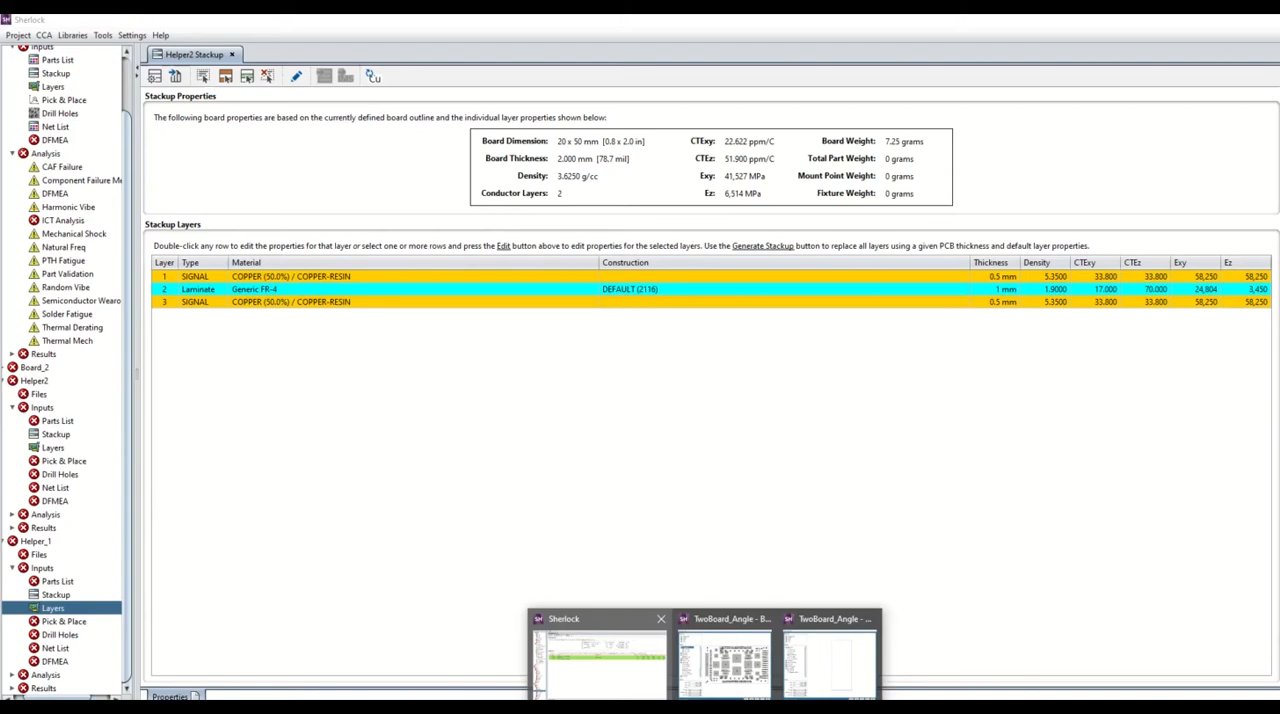 Sherlock
Project CCA Libraries Tools Settings Help
Inputs
Parts List
Stackup
Layers
Pick & Place
Drill Holes
Net List
DFMEA
Analysis
CAF Failure
Component Failure Me
DFMEA
Harmonic Vibe
ICT Analysis
Mechanical Shock
Natural Freq
PTH Fatigue
Part Validation
Random Vibe
Semiconductor Wearo
Solder Fatigue
Thermal Derating
Thermal Mech
Results
Board_2
Helper2
Files
Inputs
Parts List
Stackup
Layers
Pick & Place
Drill Holes
Net List
DFMEA
Analysis
Results
Helper_1
Files
Inputs
Parts List
Stackup
Layers
Pick & Place
Drill Holes
Net List
DFMEA
Analysis
Results
Helper2 Stackup
Cu
Stackup Properties
The following board properties are based on the currently defined board outline and the individual layer properties shown below:
Board Dimension: 20 x 50 mm [0.8 x 2.0 in] CTExy: 22.622 ppm/C Board Weight: 7.25 grams
Board Thickness: 2.000 mm [78.7 mil] CTEz: 51.900 ppm/C Total Part Weight: 0 grams
Density: 3.6250 g/cc Exy: 41,527 MPa Mount Point Weight: 0 grams
Conductor Layers: 2 Ez: 6,514 MPa Fixture Weight: 0 grams
Stackup Layers
Double-click any row to edit the properties for that layer or select one or more rows and press the Edit button above to edit properties for the selected layers. Use the Generate Stackup button to replace all layers using a given PCB thickness and default layer properties.
Layer Type Material Construction Thickness Density CTExy CTEz Exy Ez
1 SIGNAL COPPER (50.0%) / COPPER-RESIN 0.5 mm 5.3500 33.800 33.800 58,250 58,250
2 Laminate Generic FR-4 DEFAULT (2116) 1 mm 1.9000 17.000 70.000 24,804 3,450
3 SIGNAL COPPER (50.0%) / COPPER-RESIN 0.5 mm 5.3500 33.800 33.800 58,250 58,250
Sherlock
TwoBoard_Angle - B...
TwoBoard_Angle - ...
Properties